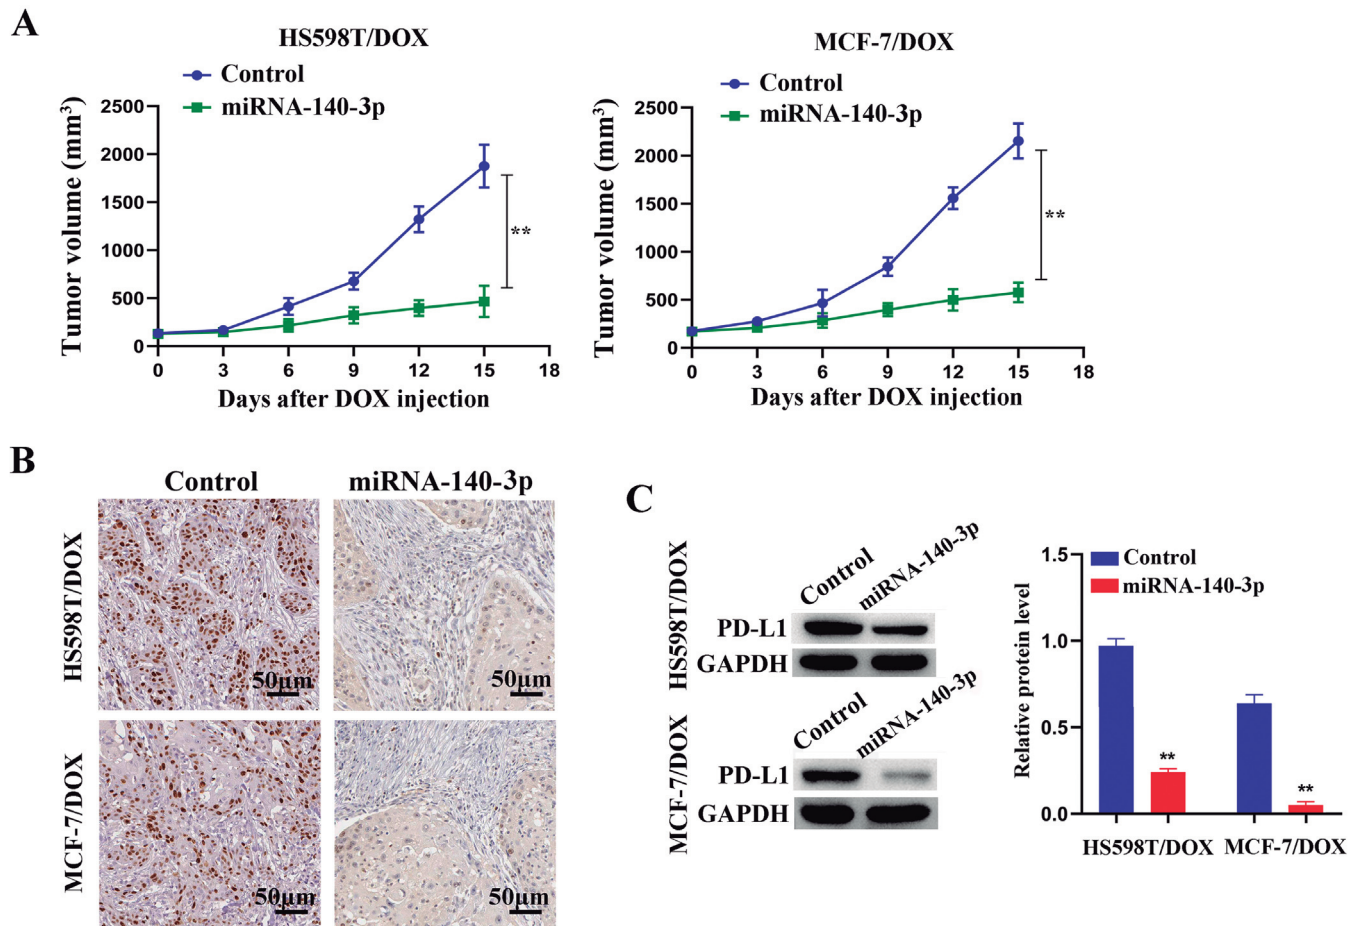 A
HS598T/DOX
Control
miRNA-140-3p
Tumor volume (mm³)
2500
2000
1500
1000
500
0
**
0 3 6 9 12 15 18
Days after DOX injection
MCF-7/DOX
Control
miRNA-140-3p
Tumor volume (mm³)
2500
2000
1500
1000
500
0
**
0 3 6 9 12 15 18
Days after DOX injection
B
Control miRNA-140-3p
HS598T/DOX
50μm 50μm
MCF-7/DOX
50μm 50μm
C
HS598T/DOX
Control miRNA-140-3p
PD-L1
GAPDH
MCF-7/DOX
Control miRNA-140-3p
PD-L1
GAPDH
Control
miRNA-140-3p
Relative protein level
1.5
1.0
0.5
0.0
**
**
HS598T/DOX MCF-7/DOX